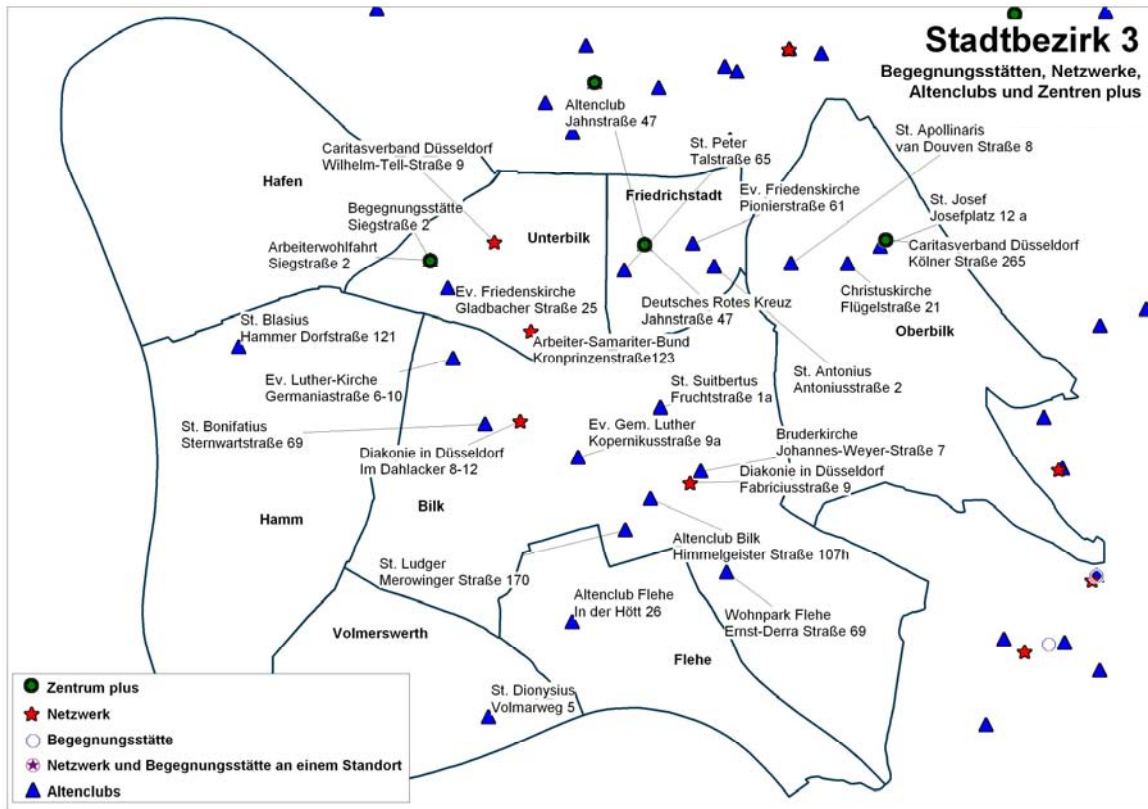 Stadtbezirk 3
Begegnungsstätten, Netzwerke,
Altenclubs und Zentren plus
Altenclub
Jahnstraße 47
St. Apollinaris
van Douven Straße 8
Caritasverband Düsseldorf
Wilhelm-Tell-Straße 9
St. Peter
Talstraße 65
Hafen
Friedrichstadt
Ev. Friedenskirche
Pionierstraße 61
St. Josef
Josefplatz 12 a
Begegnungsstätte
Siegstraße 2
Unterbilk
Arbeiterwohlfahrt
Siegstraße 2
Caritasverband Düsseldorf
Kölner Straße 265
Ev. Friedenskirche
Gladbacher Straße 25
Deutsches Rotes Kreuz
Jahnstraße 47
Christuskirche
Flügelstraße 21
Oberbilk
St. Blasius
Hammer Dorfstraße 121
Arbeiter-Samariter-Bund
Kronprinzenstraße123
St. Antonius
Antoniusstraße 2
Ev. Luther-Kirche
Germaniastraße 6-10
St. Suitbertus
Fruchtstraße 1a
St. Bonifatius
Sternwartstraße 69
Ev. Gem. Luther
Kopernikusstraße 9a
Bruderkirche
Johannes-Weyer-Straße 7
Diakonie in Düsseldorf
Im Dahlacker 8-12
Diakonie in Düsseldorf
Fabriciusstraße 9
Hamm
Bilk
Altenclub Bilk
Himmelgeister Straße 107h
St. Ludger
Merowinger Straße 170
Altenclub Flehe
In der Hött 26
Wohnpark Flehe
Ernst-Derra Straße 69
Volmerswerth
Flehe
St. Dionysius
Volmarweg 5
Zentrum plus
Netzwerk
Begegnungsstätte
Netzwerk und Begegnungsstätte an einem Standort
Altenclubs